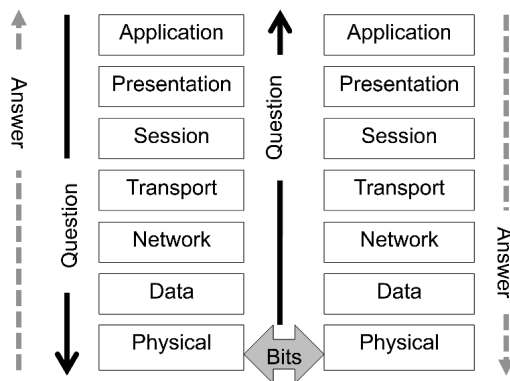 Answer
Question
Application
Presentation
Session
Transport
Network
Data
Physical
Question
Bits
Application
Presentation
Session
Transport
Network
Data
Physical
Answer